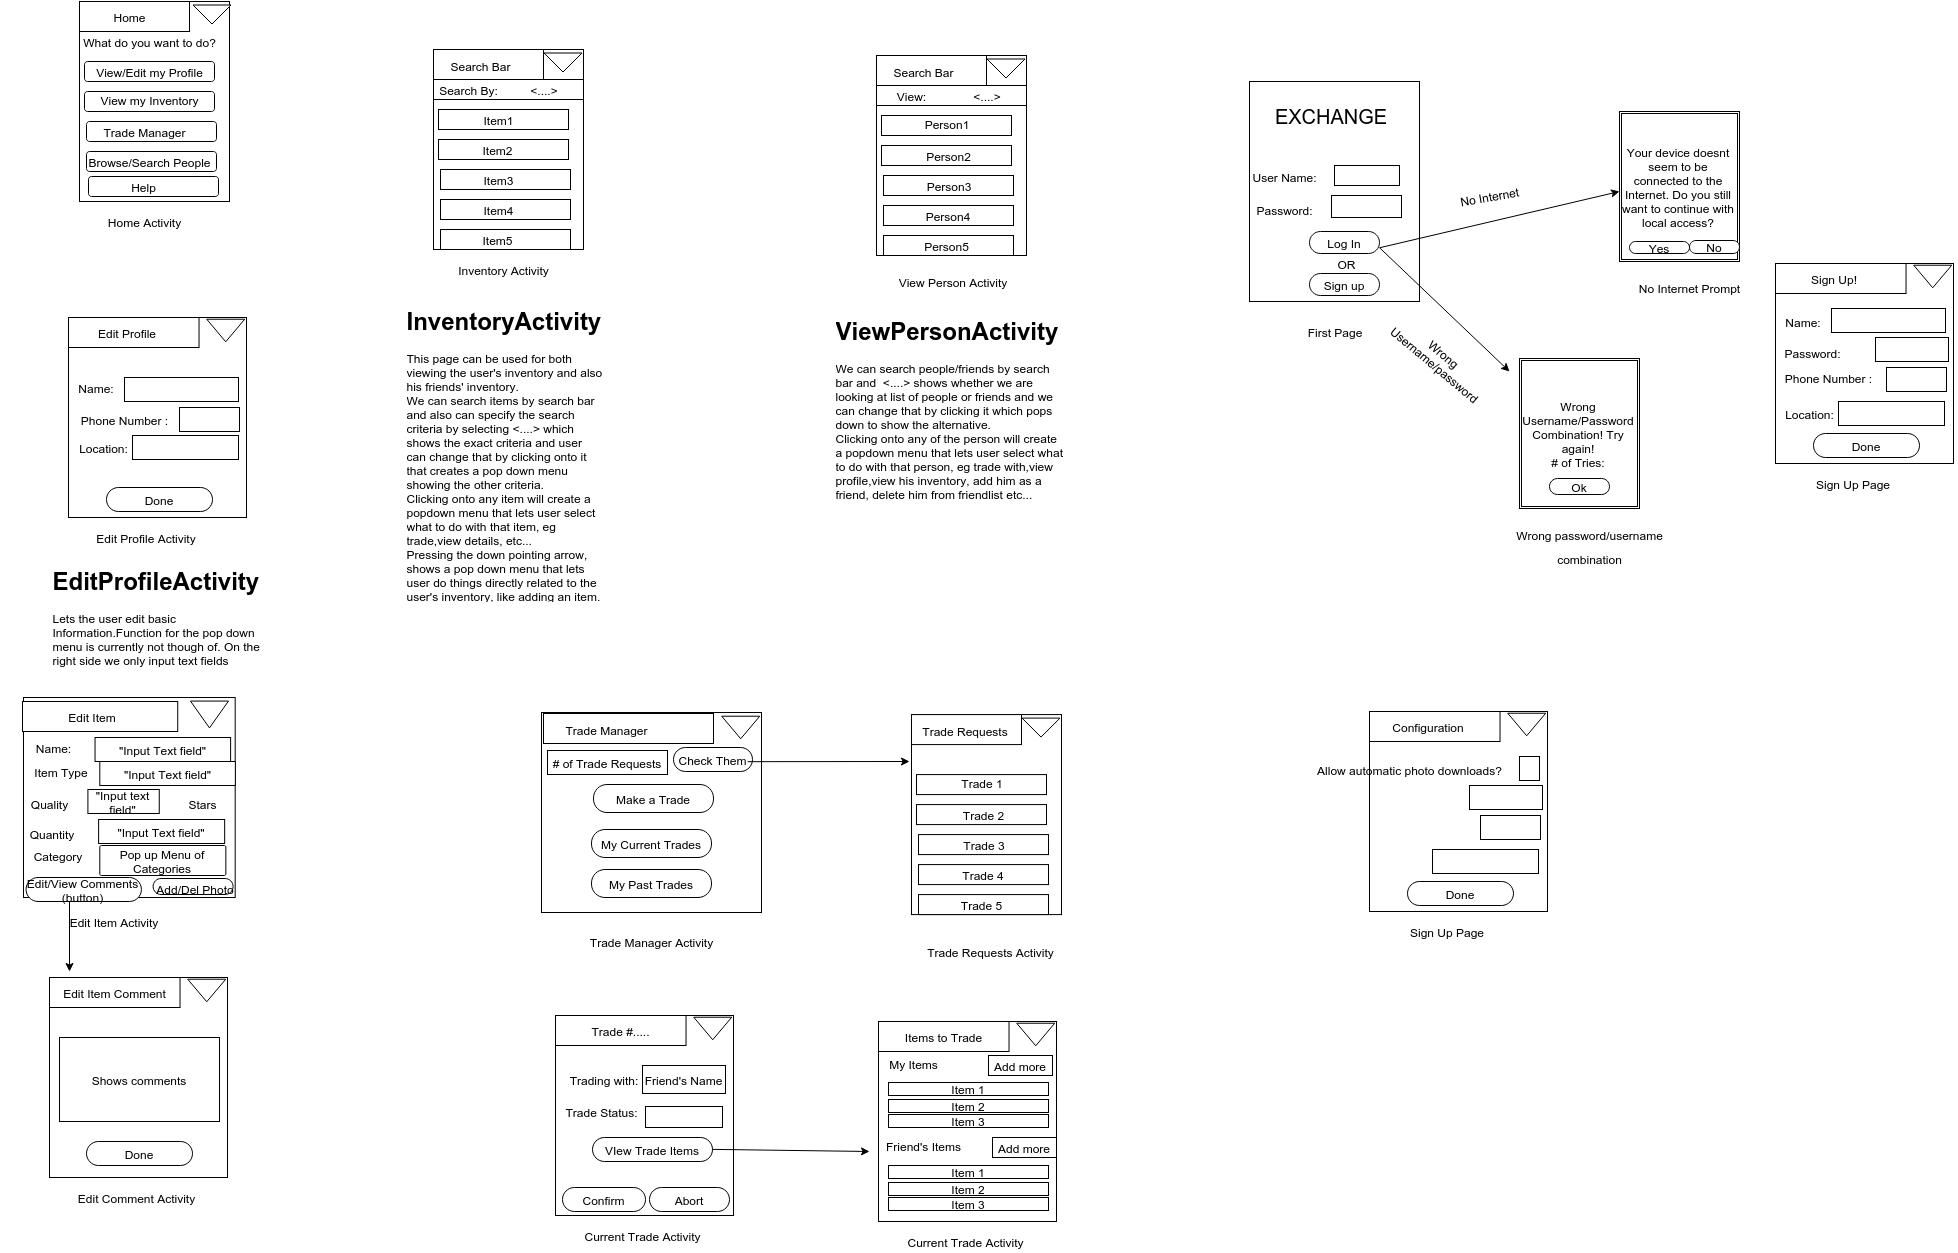 Home
What do you want to do?
View/Edit my Profile
View my Inventory
Trade Manager
Browse/Search People
Help
Home Activity
Search Bar
Search By: <....>
Item1
Item2
Item3
Item4
Item5
Inventory Activity
Search Bar
View: <....>
Person1
Person2
Person3
Person4
Person5
View Person Activity
EXCHANGE
User Name:
Password:
Log In
OR
Sign up
First Page
No Internet
Wrong
Username/password
Your device doesnt
seem to be
connected to the
Internet. Do you still
want to continue with
local access?
Yes No
No Internet Prompt
Wrong
Username/Password
Combination! Try
again!
# of Tries:
Ok
Wrong password/username
combination
Sign Up!
Name:
Password:
Phone Number :
Location:
Done
Sign Up Page
Edit Profile
Name:
Phone Number :
Location:
Done
Edit Profile Activity
EditProfileActivity
Lets the user edit basic
Information.Function for the pop down
menu is currently not though of. On the
right side we only input text fields
InventoryActivity
This page can be used for both
viewing the user's inventory and also
his friends' inventory.
We can search items by search bar
and also can specify the search
criteria by selecting <....> which
shows the exact criteria and user
can change that by clicking onto it
that creates a pop down menu
showing the other criteria.
Clicking onto any item will create a
popdown menu that lets user select
what to do with that item, eg
trade,view details, etc...
Pressing the down pointing arrow,
shows a pop down menu that lets
user do things directly related to the
user's inventory, like adding an item.
ViewPersonActivity
We can search people/friends by search
bar and <....> shows whether we are
looking at list of people or friends and we
can change that by clicking it which pops
down to show the alternative.
Clicking onto any of the person will create
a popdown menu that lets user select what
to do with that person, eg trade with,view
profile,view his inventory, add him as a
friend, delete him from friendlist etc...
Edit Item
Name: "Input Text field"
Item Type "Input Text field"
Quality "Input text
field" Stars
Quantity "Input Text field"
Category Pop up Menu of
Categories
Edit/View Comments
(button)
Add/Del Photo
Edit Item Activity
Edit Item Comment
Shows comments
Done
Edit Comment Activity
Trade Manager
# of Trade Requests Check Them
Make a Trade
My Current Trades
My Past Trades
Trade Manager Activity
Trade Requests
Trade 1
Trade 2
Trade 3
Trade 4
Trade 5
Trade Requests Activity
Configuration
Allow automatic photo downloads?
Done
Sign Up Page
Trade #.....
Trading with: Friend's Name
Trade Status:
VIew Trade Items
Confirm Abort
Current Trade Activity
Items to Trade
My Items Add more
Item 1
Item 2
Item 3
Friend's Items Add more
Item 1
Item 2
Item 3
Current Trade Activity